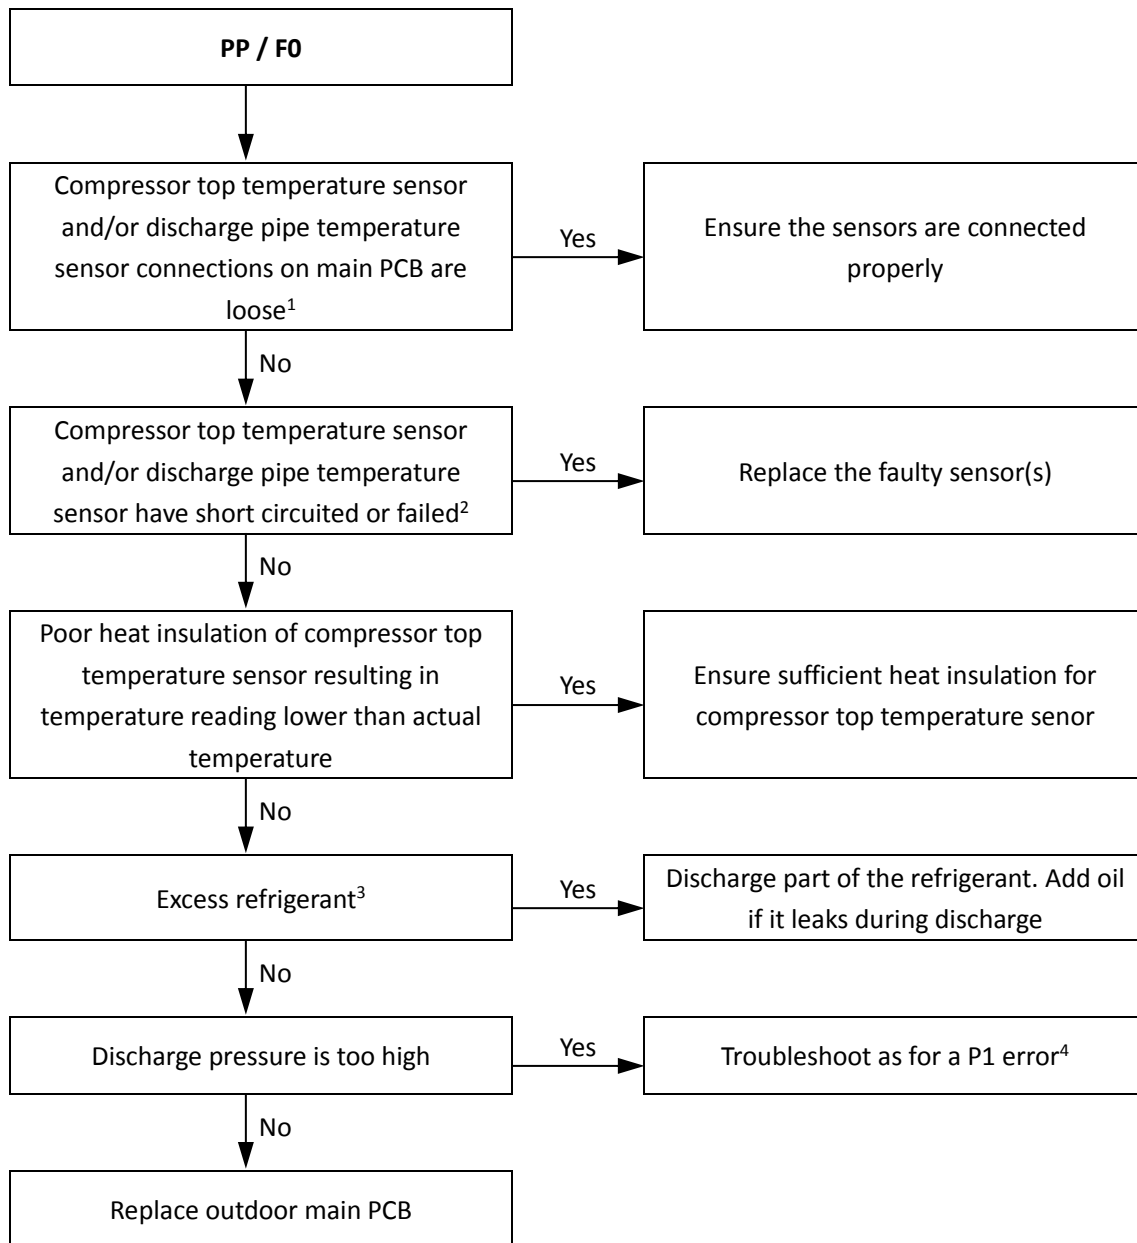 PP / F0
Compressor top temperature sensor
and/or discharge pipe temperature
sensor connections on main PCB are
loose1
Yes
Ensure the sensors are connected
properly
No
Compressor top temperature sensor
and/or discharge pipe temperature
sensor have short circuited or failed2
Yes
Replace the faulty sensor(s)
No
Poor heat insulation of compressor top
temperature sensor resulting in
temperature reading lower than actual
temperature
Yes
Ensure sufficient heat insulation for
compressor top temperature senor
No
Excess refrigerant3
Yes
Discharge part of the refrigerant. Add oil
if it leaks during discharge
No
Discharge pressure is too high
Yes
Troubleshoot as for a P1 error4
No
Replace outdoor main PCB